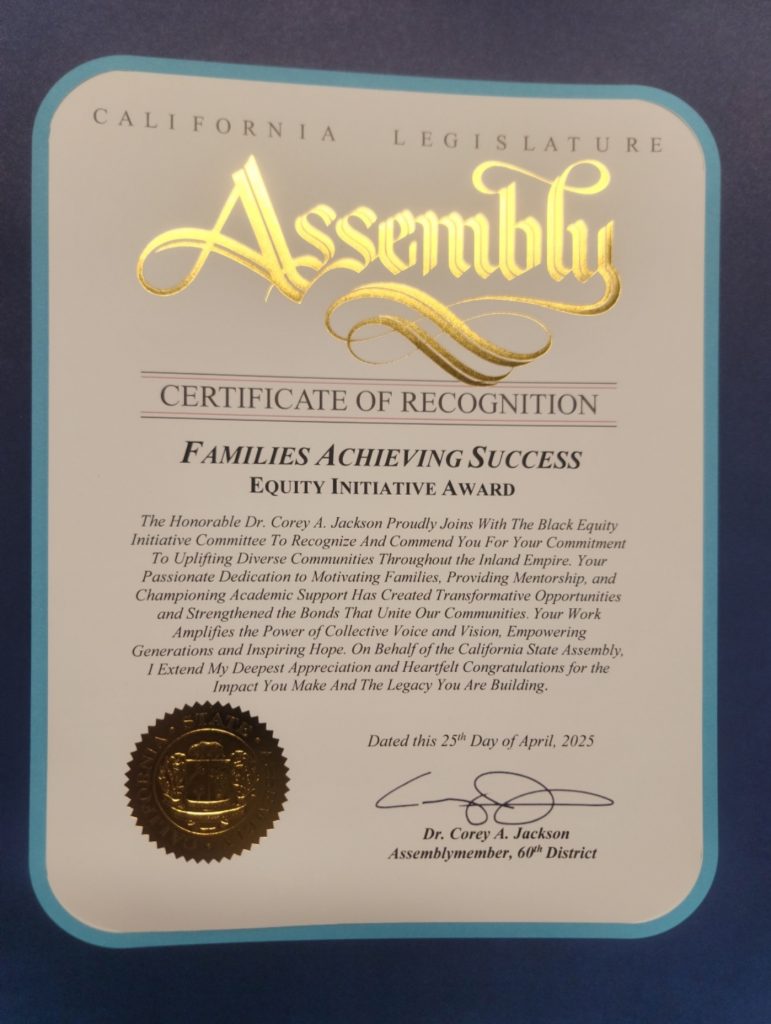 CALIFORNIA LEGISLATURE
Assembly
CERTIFICATE OF RECOGNITION
FAMILIES ACHIEVING SUCCESS
EQUITY INITIATIVE AWARD
The Honorable Dr. Corey A. Jackson Proudly Joins With The Black Equity
Initiative Committee To Recognize And Commend You For Your Commitment
To Uplifting Diverse Communities Throughout the Inland Empire. Your
Passionate Dedication to Motivating Families, Providing Mentorship, and
Championing Academic Support Has Created Transformative Opportunities
and Strengthened the Bonds That Unite Our Communities. Your Work
Amplifies the Power of Collective Voice and Vision, Empowering
Generations and Inspiring Hope. On Behalf of the California State Assembly,
I Extend My Deepest Appreciation and Heartfelt Congratulations for the
Impact You Make And The Legacy You Are Building.
Dated this 25th Day of April, 2025
Dr. Corey A. Jackson
Assemblymember, 60th District
CALIFORNIA STATE